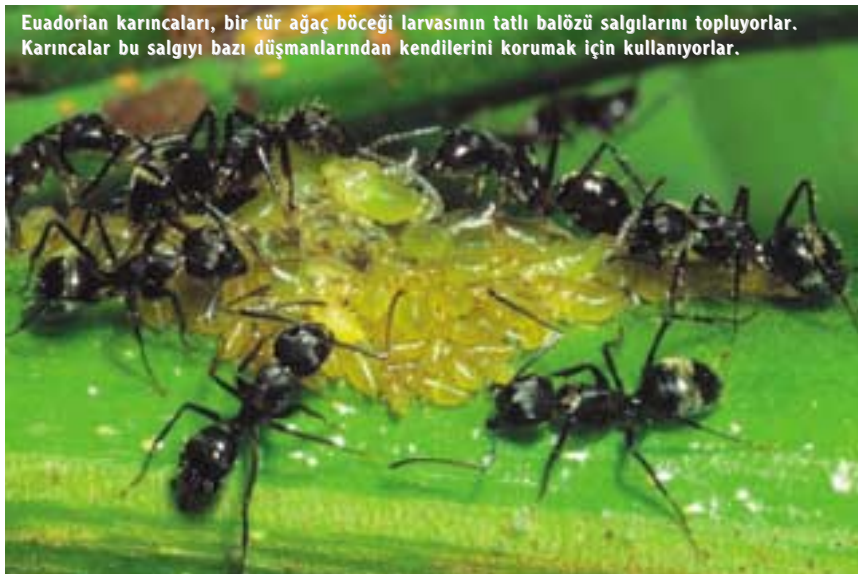 Euadorian karıncaları, bir tür ağaç böceği larvasının tatlı balözü salgılarını topluyorlar.
Karıncalar bu salgıyı bazı düşmanlarından kendilerini korumak için kullanıyorlar.